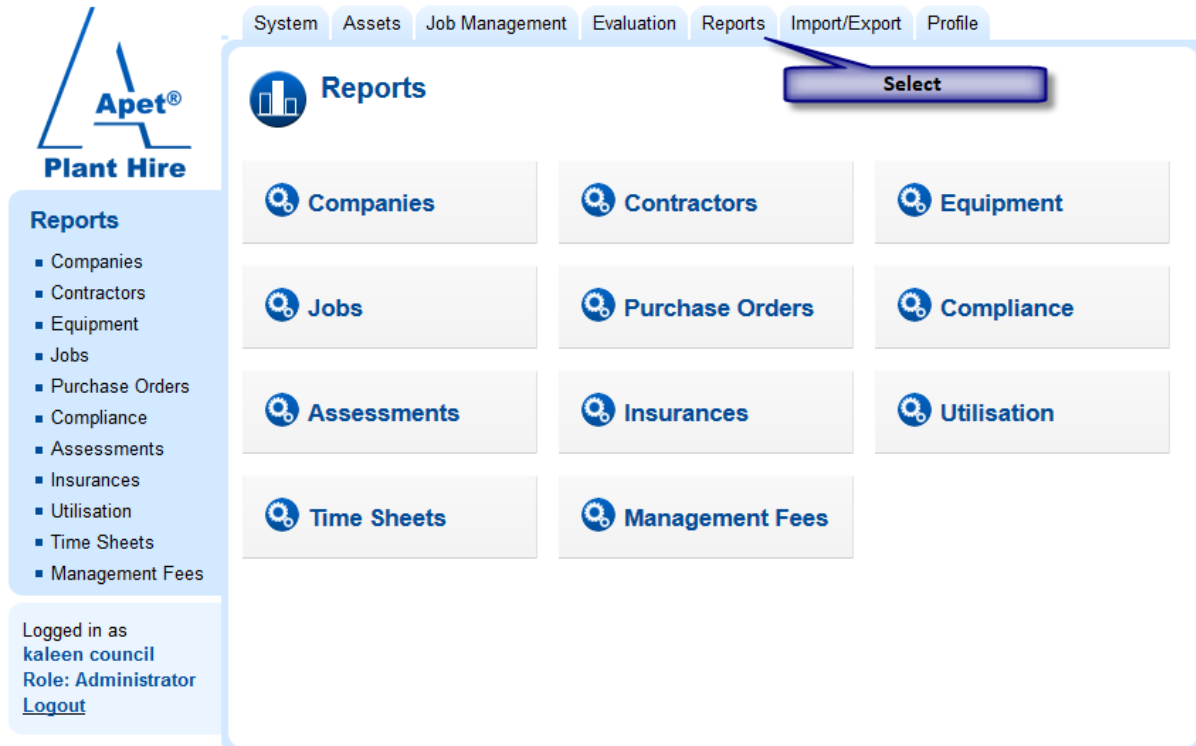 System Assets Job Management Evaluation Reports Import/Export Profile
Select
Apet®
Plant Hire
Reports
Companies
Contractors
Equipment
Jobs
Purchase Orders
Compliance
Assessments
Insurances
Utilisation
Time Sheets
Management Fees
Logged in as
kaleen council
Role: Administrator
Logout
Reports
Companies Contractors Equipment
Jobs Purchase Orders Compliance
Assessments Insurances Utilisation
Time Sheets Management Fees